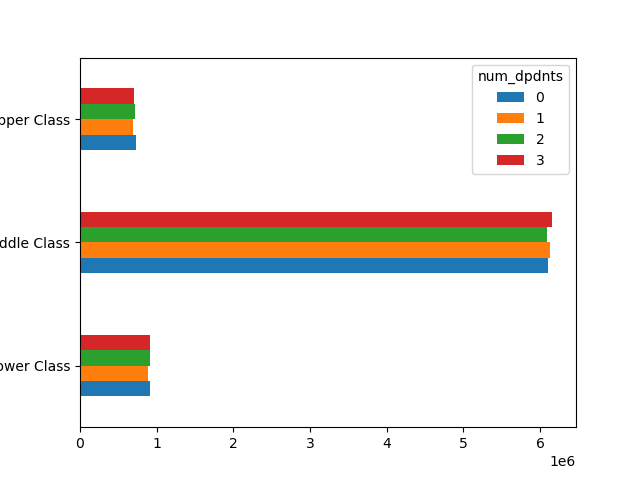 num_dpdnts
0
1
2
3
pper Class
ddle Class
ower Class
0 1 2 3 4 5 6
1e6